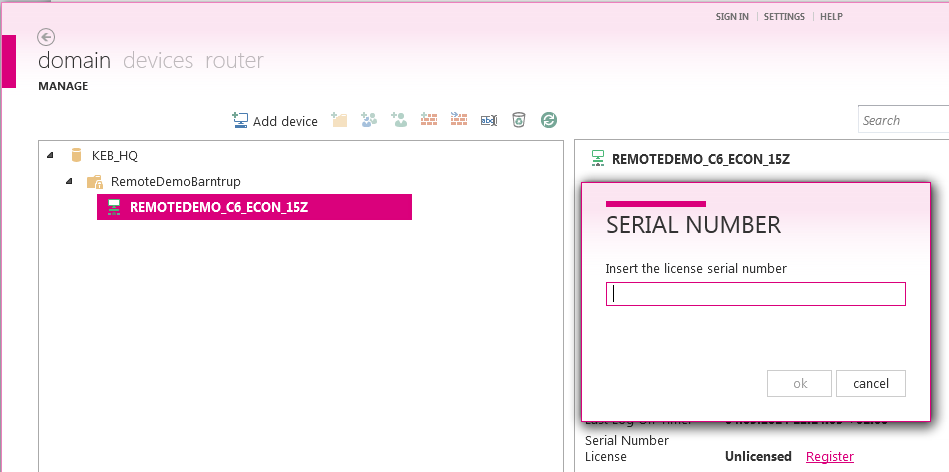 SIGN IN | SETTINGS | HELP
domain devices router
MANAGE
Add device
Search
KEB_HQ
RemoteDemoBarntrup
REMOTEDEMO_C6_ECON_15Z
REMOTEDEMO_C6_ECON_15Z
SERIAL NUMBER
Insert the license serial number
ok cancel
Serial Number
License Unlicensed Register